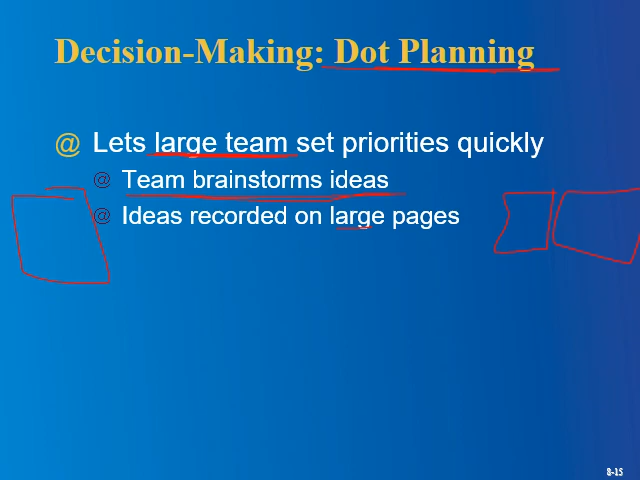 Decision-Making: Dot Planning
@ Lets large team set priorities quickly
@ Team brainstorms ideas
@ Ideas recorded on large pages
8-15